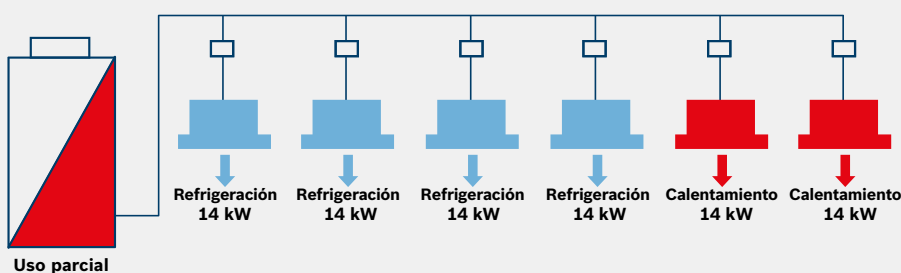 Refrigeración
14 kW
Refrigeración
14 kW
Refrigeración
14 kW
Refrigeración
14 kW
Calentamiento
14 kW
Calentamiento
14 kW
Uso parcial